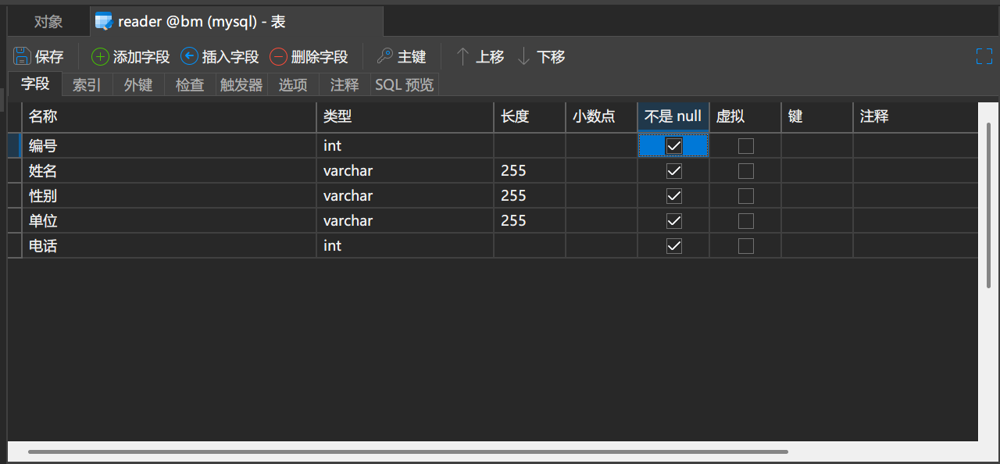 对象 reader @bm (mysql) - 表
保存 添加字段 插入字段 删除字段 主键 上移 下移
字段 索引 外键 检查 触发器 选项 注释 SQL 预览
名称 类型 长度 小数点 不是 null 虚拟 键 注释
编号 int
姓名 varchar 255
性别 varchar 255
单位 varchar 255
电话 int